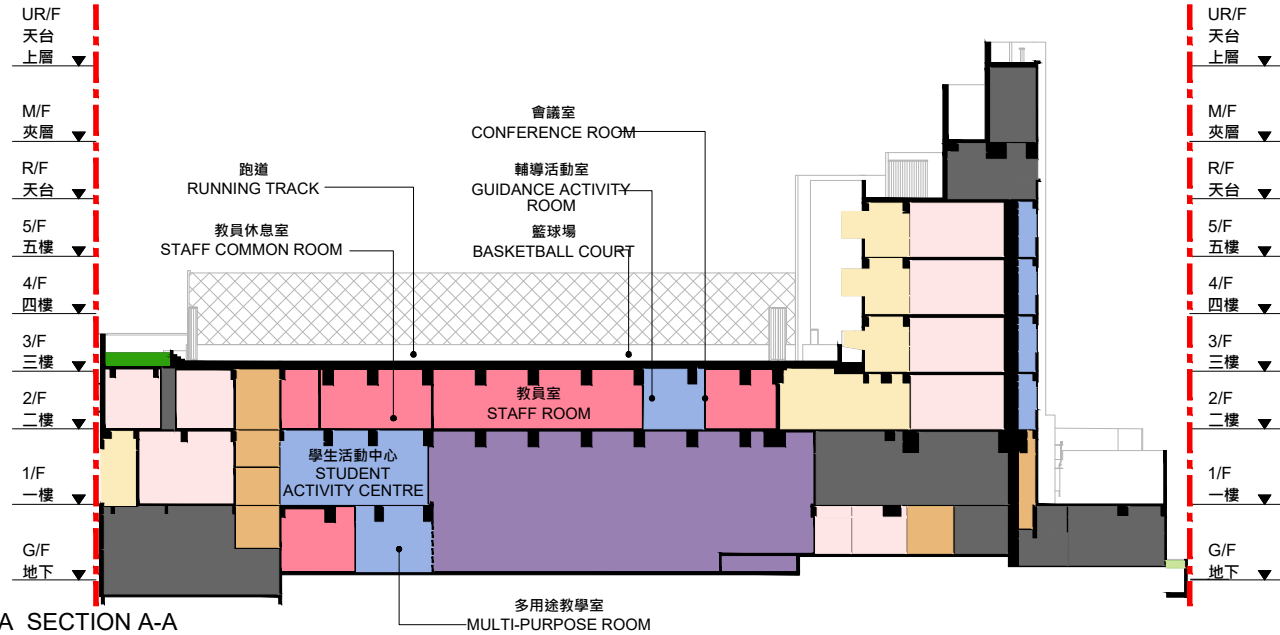 UR/F
天台
上層
M/F
夾層
R/F
天台
5/F
五樓
4/F
四樓
3/F
三樓
2/F
二樓
1/F
一樓
G/F
地下
會議室
CONFERENCE ROOM
跑道
RUNNING TRACK
輔導活動室
GUIDANCE ACTIVITY
ROOM
教員休息室
STAFF COMMON ROOM
籃球場
BASKETBALL COURT
教員室
STAFF ROOM
學生活動中心
STUDENT
ACTIVITY CENTRE
多用途教學室
MULTI-PURPOSE ROOM
UR/F
天台
上層
M/F
夾層
R/F
天台
5/F
五樓
4/F
四樓
3/F
三樓
2/F
二樓
1/F
一樓
G/F
地下
A SECTION A-A